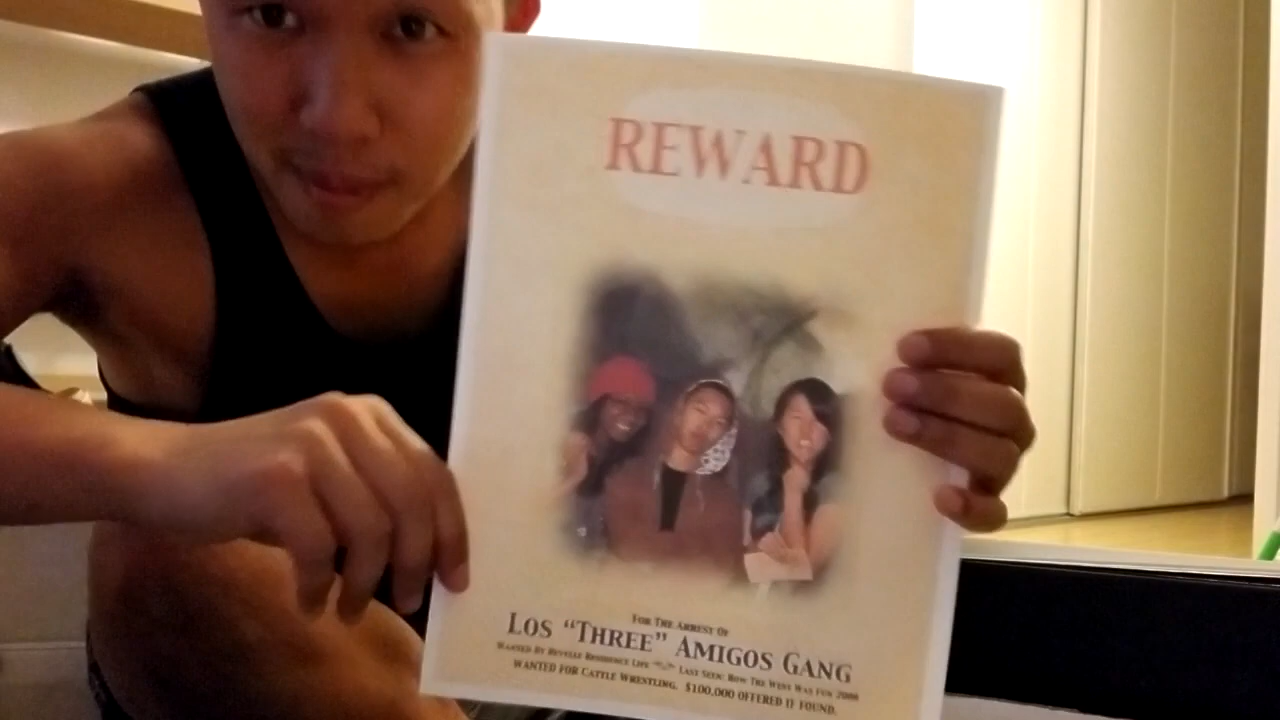 REWARD
FOR THE ARREST OF
LOS "THREE" AMIGOS GANG
WANTED BY REVELLE RESIDENCE LIFE LAST SEEN: HOW THE WEST WAS FUN 2008
WANTED FOR CATTLE WRESTLING. $100,000 OFFERED IF FOUND.